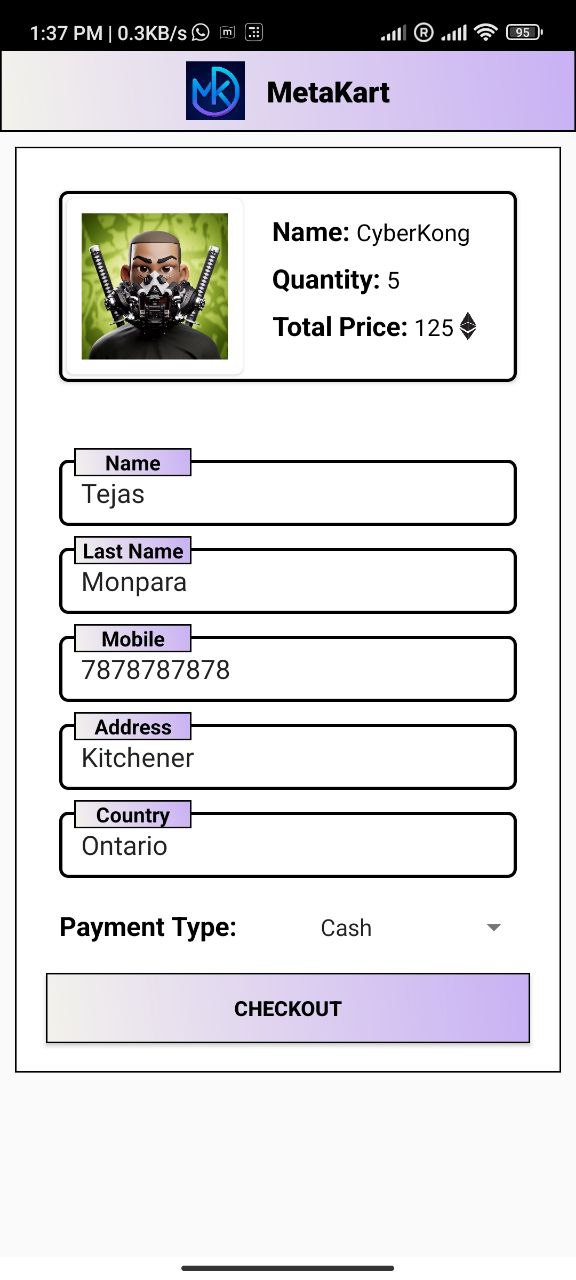 1:37 PM | 0.3KB/s m R 95
MK MetaKart
Name: CyberKong
Quantity: 5
Total Price: 125
Name
Tejas
Last Name
Monpara
Mobile
7878787878
Address
Kitchener
Country
Ontario
Payment Type: Cash
CHECKOUT